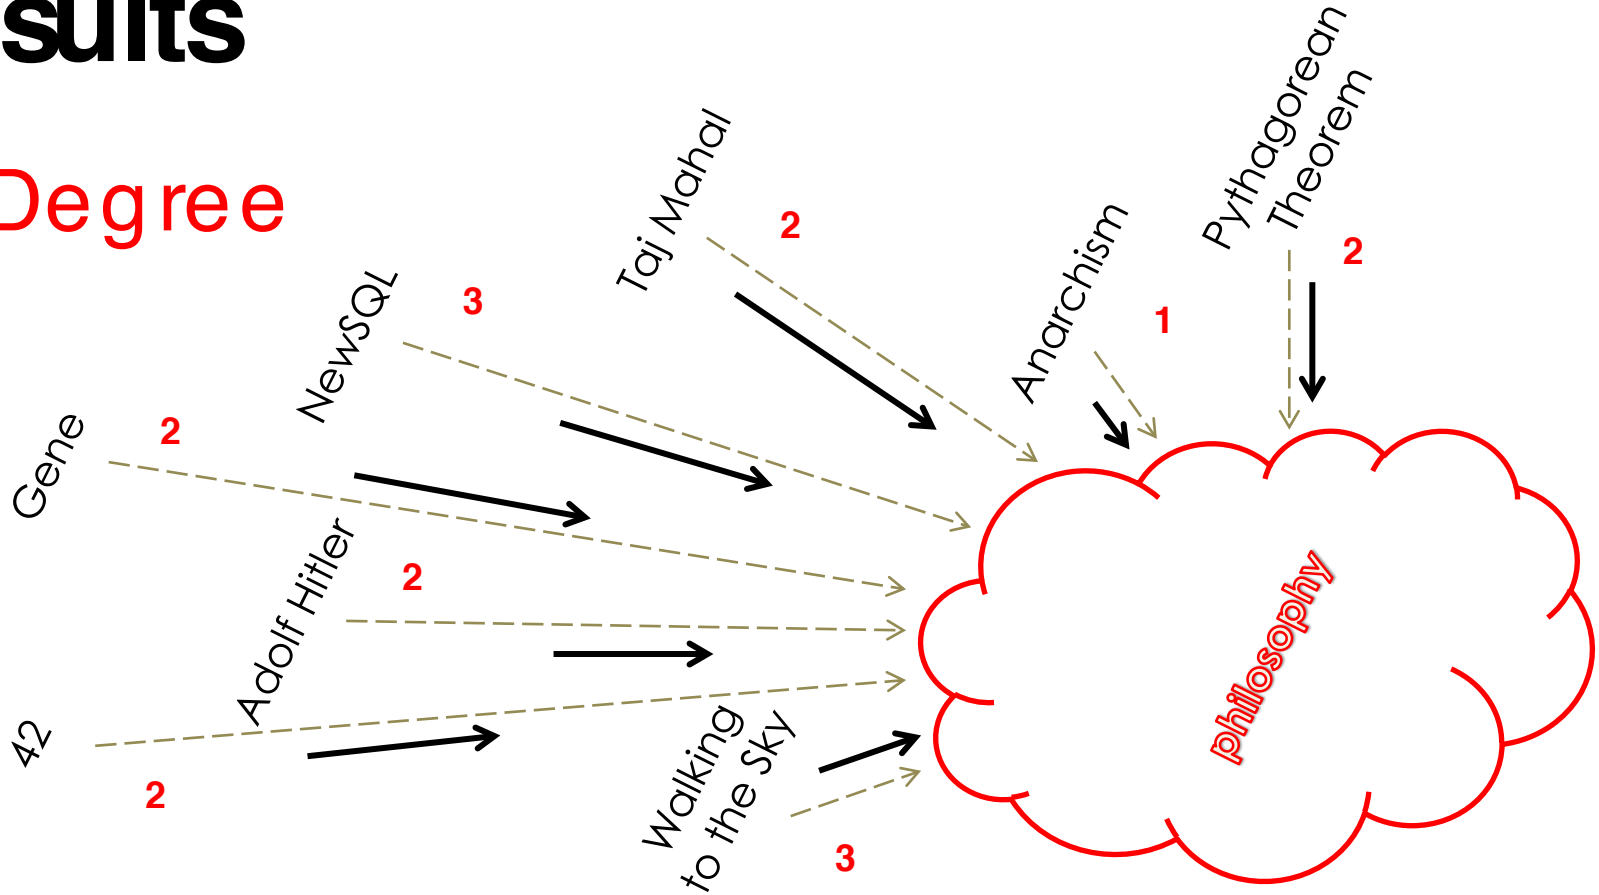 sults
Degree
Pythagorean
Theorem
2
Taj Mahal
2
Anarchism
1
NewSQL
3
Gene
2
Adolf Hitler
2
philosophy
42
2
Walking
to the Sky
3